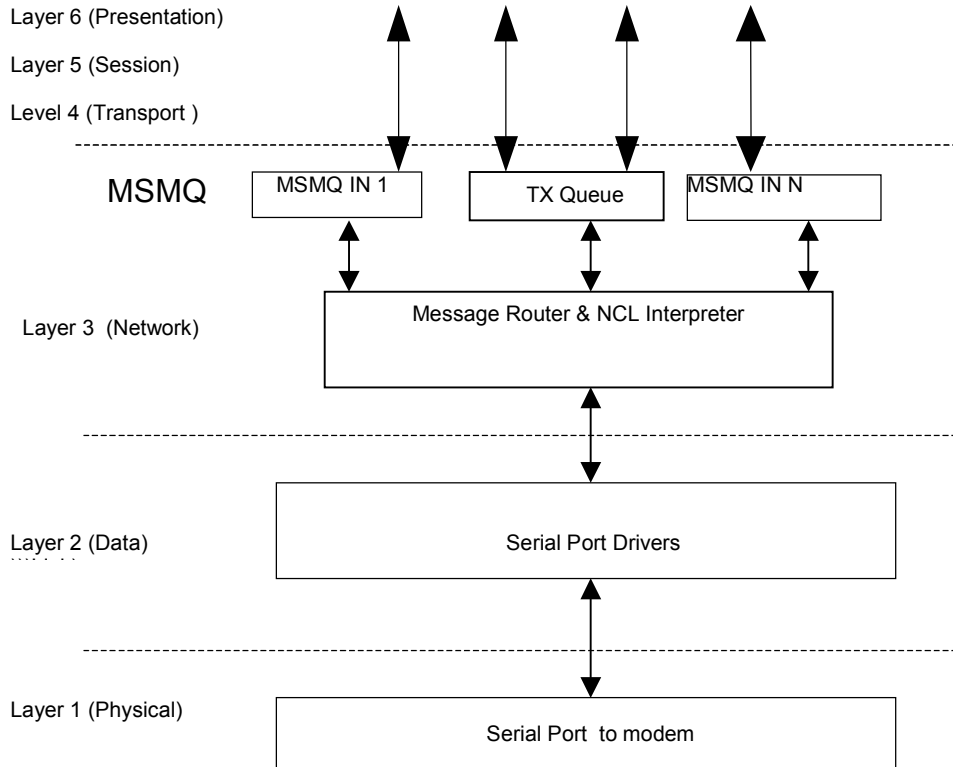 Layer 6 (Presentation)
Layer 5 (Session)
Level 4 (Transport )
MSMQ
MSMQ IN 1
TX Queue
MSMQ IN N
Message Router & NCL Interpreter
Layer 3 (Network)
Layer 2 (Data)
Serial Port Drivers
Layer 1 (Physical)
Serial Port to modem